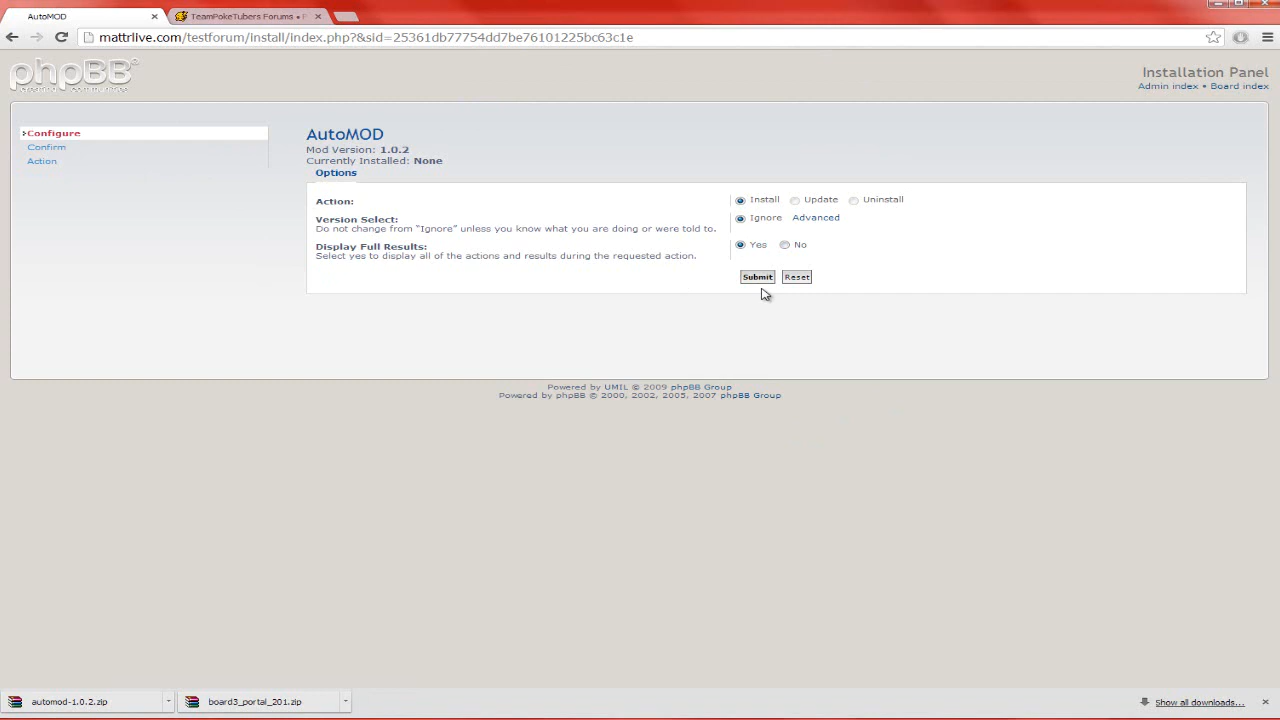 AutoMOD
TeamPokeTubers Forums •
mattrlive.com/testforum/install/index.php?&sid=25361db77754dd7be76101225bc63c1e
phpBB
Installation Panel
Admin index • Board index
Configure
Confirm
Action
AutoMOD
Mod Version: 1.0.2
Currently Installed: None
Options
Action:
Install Update Uninstall
Version Select:
Ignore Advanced
Do not change from “Ignore” unless you know what you are doing or were told to.
Display Full Results:
Yes No
Select yes to display all of the actions and results during the requested action.
Submit Reset
Powered by UMIL © 2009 phpBB Group
Powered by phpBB © 2000, 2002, 2005, 2007 phpBB Group
automod-1.0.2.zip
board3_portal_201.zip
Show all downloads...